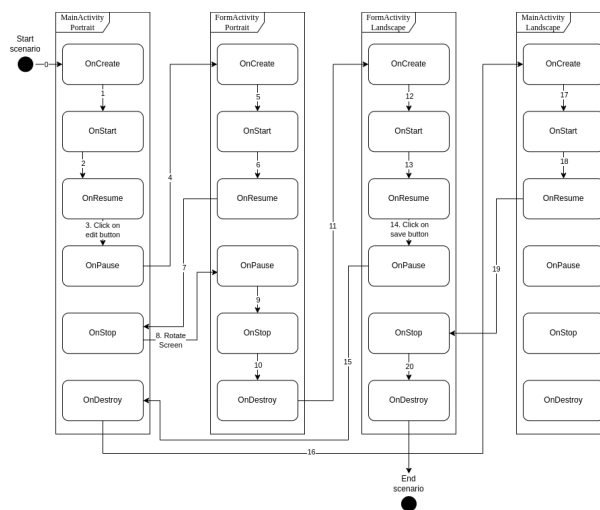 MainActivity
Portrait
FormActivity
Portrait
FormActivity
Landscape
MainActivity
Landscape
Start
scenario
0
OnCreate
OnCreate
OnCreate
OnCreate
1
5
12
17
OnStart
OnStart
OnStart
OnStart
2
6
13
18
4
OnResume
OnResume
OnResume
OnResume
3. Click on
edit button
14. Click on
save button
11
OnPause
OnPause
OnPause
OnPause
7
19
9
OnStop
OnStop
OnStop
OnStop
8. Rotate
Screen
15
10
20
OnDestroy
OnDestroy
OnDestroy
OnDestroy
16
End
scenario